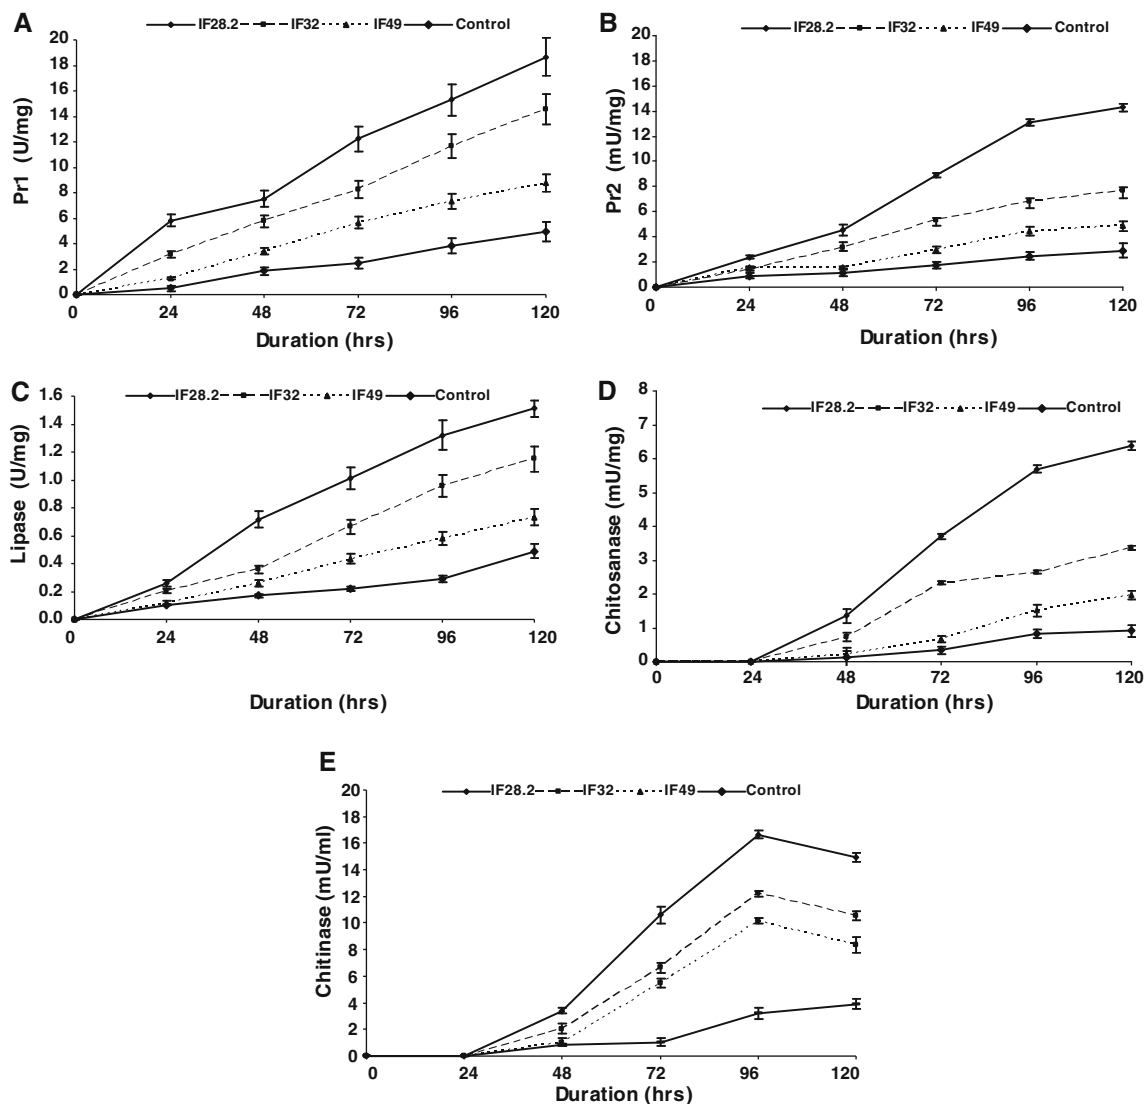 A
IF28.2 IF32 IF49 Control
20
18
16
14
12
10
8
6
4
2
0
Pr1 (U/mg)
0 24 48 72 96 120
Duration (hrs)
B
IF28.2 IF32 IF49 Control
20
18
16
14
12
10
8
6
4
2
0
Pr2 (mU/mg)
0 24 48 72 96 120
Duration (hrs)
C
IF28.2 IF32 IF49 Control
1.6
1.4
1.2
1.0
0.8
0.6
0.4
0.2
0.0
Lipase (U/mg)
0 24 48 72 96 120
Duration (hrs)
D
IF28.2 IF32 IF49 Control
8
7
6
5
4
3
2
1
0
Chitosanase (mU/mg)
0 24 48 72 96 120
Duration (hrs)
E
IF28.2 IF32 IF49 Control
20
18
16
14
12
10
8
6
4
2
0
Chitinase (mU/ml)
0 24 48 72 96 120
Duration (hrs)